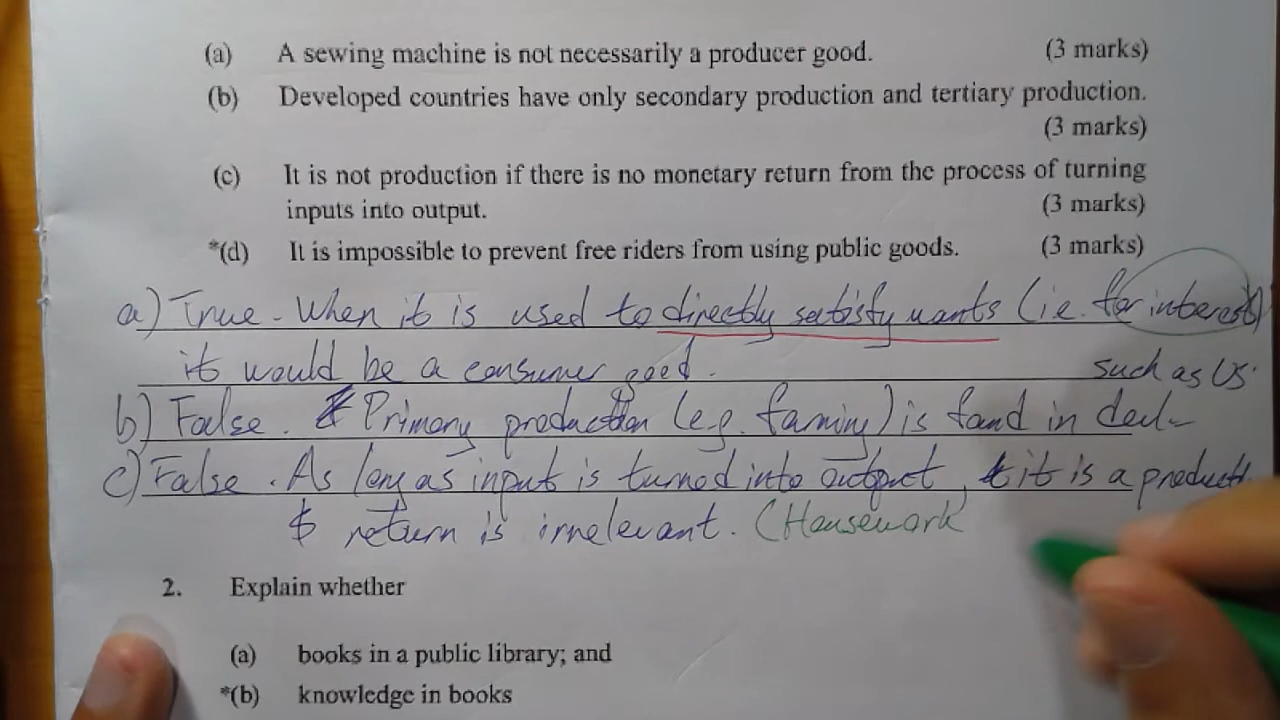 (a) A sewing machine is not necessarily a producer good. (3 marks)
(b) Developed countries have only secondary production and tertiary production.
(3 marks)
(c) It is not production if there is no monetary return from the process of turning
inputs into output. (3 marks)
*(d) It is impossible to prevent free riders from using public goods. (3 marks)
a) True. When it is used to directly satisfy wants (i.e. for interest)
it would be a consumer good. such as US.
b) False. Primary production (e.g. farming) is found in
c) False. As long as input is turned into output, it is a product
$ return is irrelevant. (Housework
2. Explain whether
(a) books in a public library; and
*(b) knowledge in books